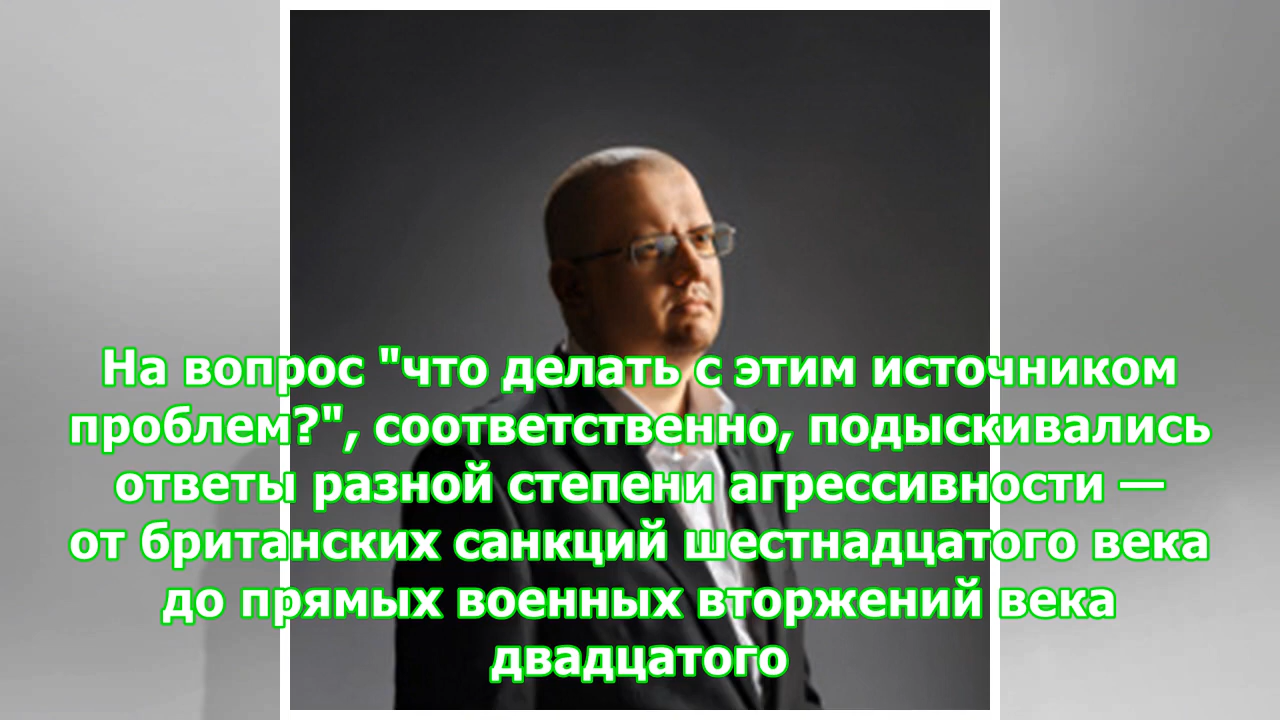 На вопрос "что делать с этим источником
проблем?", соответственно, подыскивались
ответы разной степени агрессивности —
от британских санкций шестнадцатого века
до прямых военных вторжений века
двадцатого